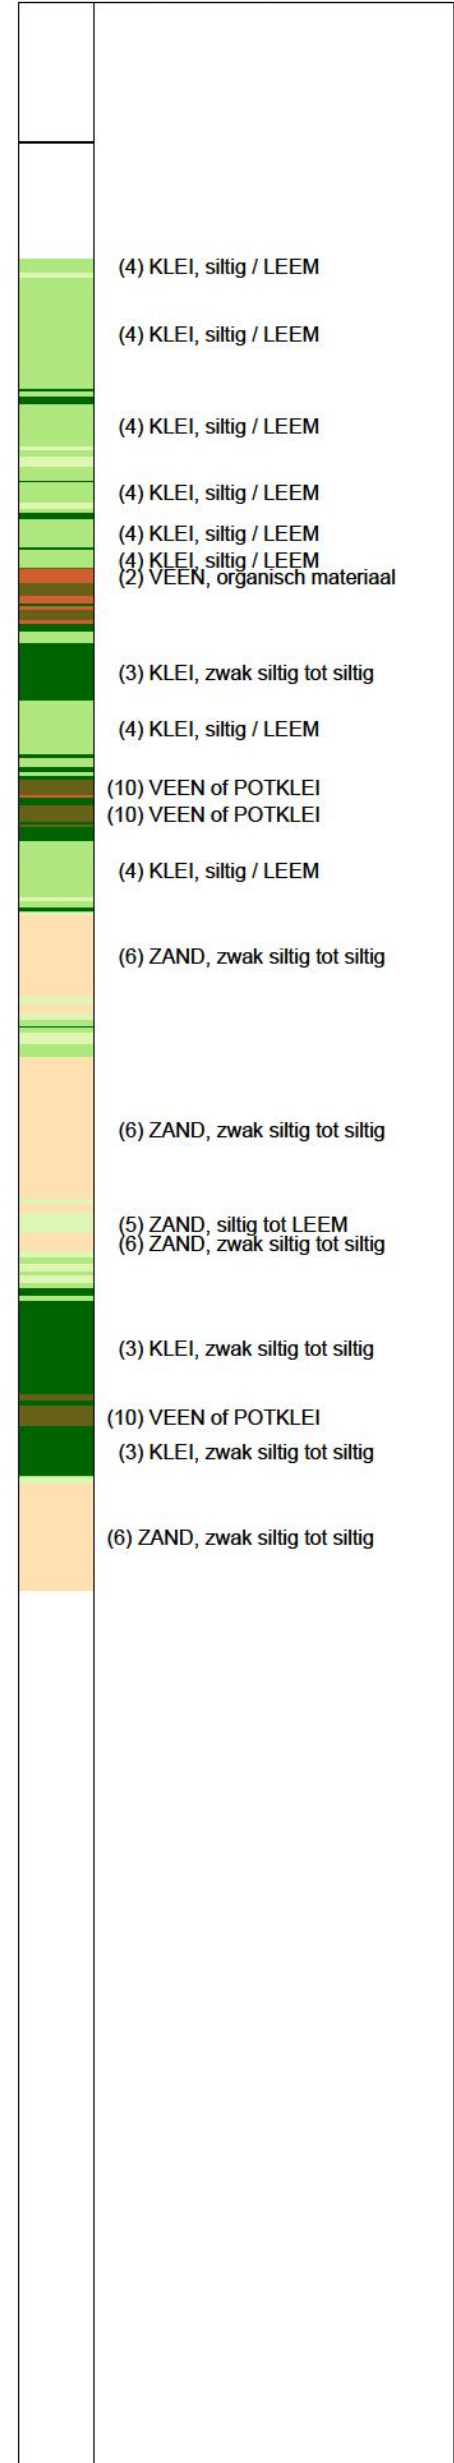 (4) KLEI, siltig / LEEM
(4) KLEI, siltig / LEEM
(4) KLEI, siltig / LEEM
(4) KLEI, siltig / LEEM
(4) KLEI, siltig / LEEM
(4) KLEI, siltig / LEEM
(2) VEEN, organisch materiaal
(3) KLEI, zwak siltig tot siltig
(4) KLEI, siltig / LEEM
(10) VEEN of POTKLEI
(10) VEEN of POTKLEI
(4) KLEI, siltig / LEEM
(6) ZAND, zwak siltig tot siltig
(6) ZAND, zwak siltig tot siltig
(5) ZAND, siltig tot LEEM
(6) ZAND, zwak siltig tot siltig
(3) KLEI, zwak siltig tot siltig
(10) VEEN of POTKLEI
(3) KLEI, zwak siltig tot siltig
(6) ZAND, zwak siltig tot siltig